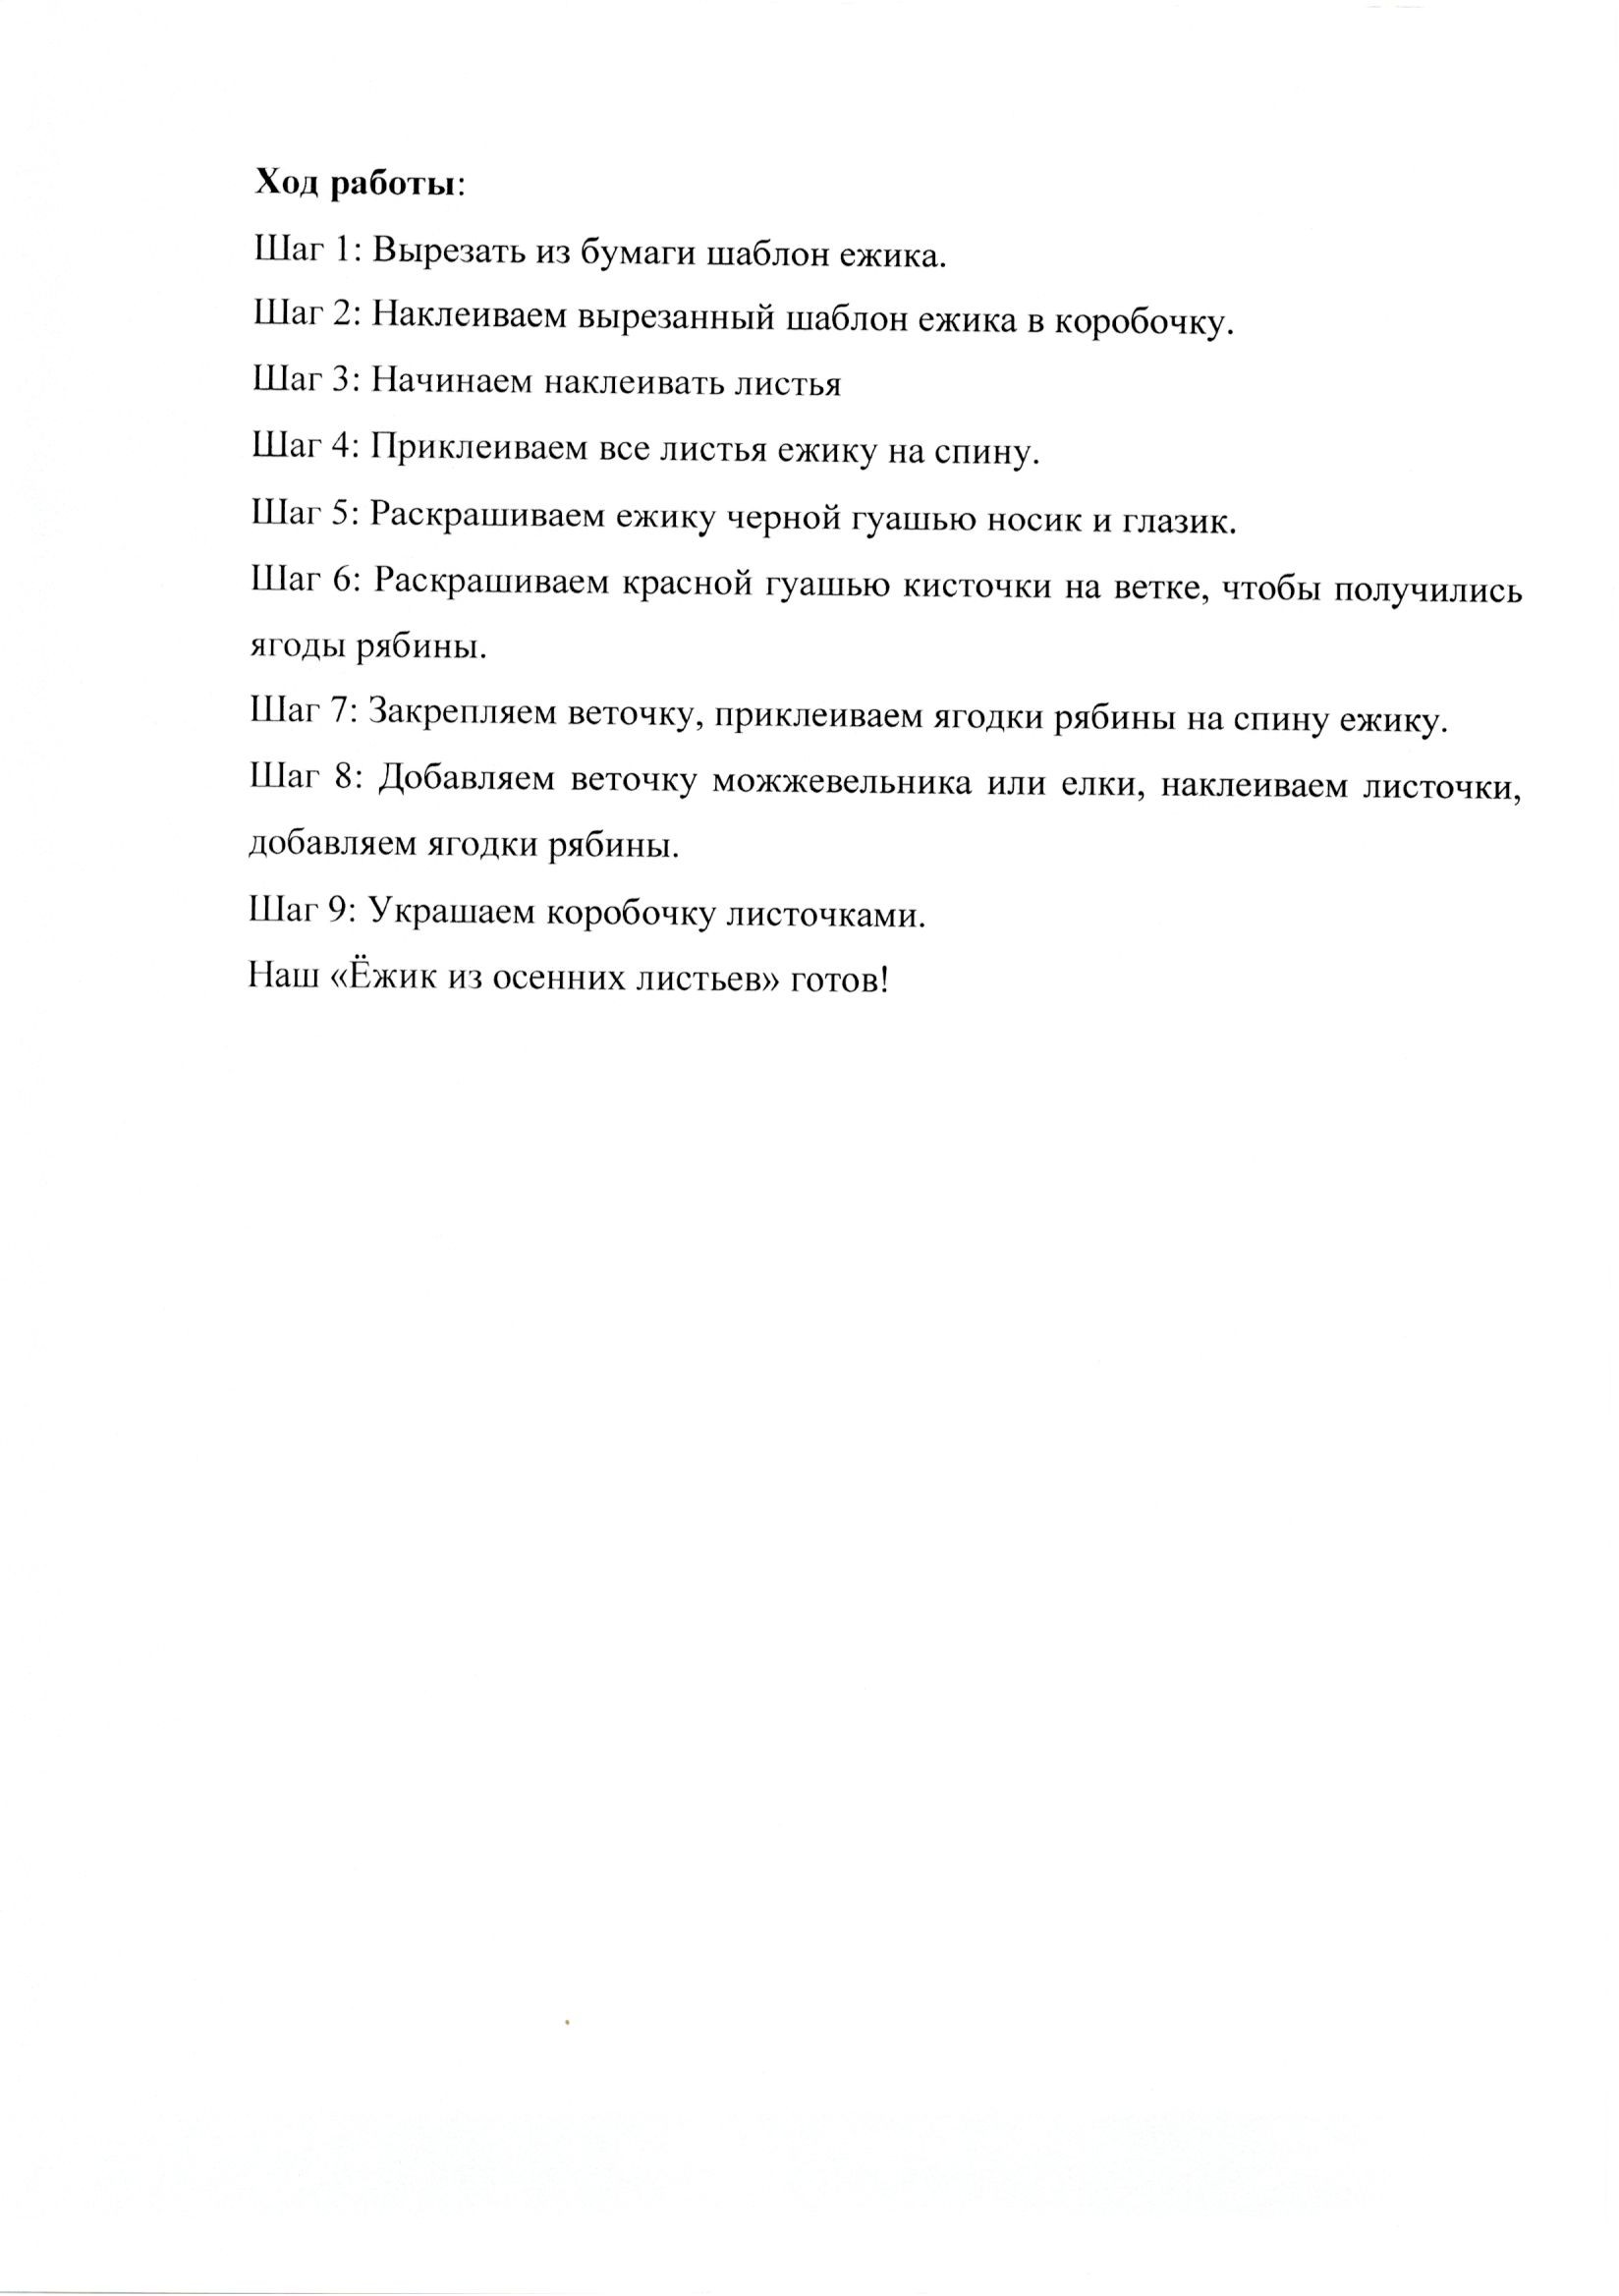 Ход работы:
Шаг 1: Вырезать из бумаги шаблон ежика.
Шаг 2: Наклеиваем вырезанный шаблон ежика в коробочку.
Шаг 3: Начинаем наклеивать листья
Шаг 4: Приклеиваем все листья ежику на спину.
Шаг 5: Раскрашиваем ежику черной гуашью носик и глазик.
Шаг 6: Раскрашиваем красной гуашью кисточки на ветке, чтобы получились
ягоды рябины.
Шаг 7: Закрепляем веточку, приклеиваем ягодки рябины на спину ежику.
Шаг 8: Добавляем веточку можжевельника или елки, наклеиваем листочки,
добавляем ягодки рябины.
Шаг 9: Украшаем коробочку листочками.
Наш «Ёжик из осенних листьев» готов!